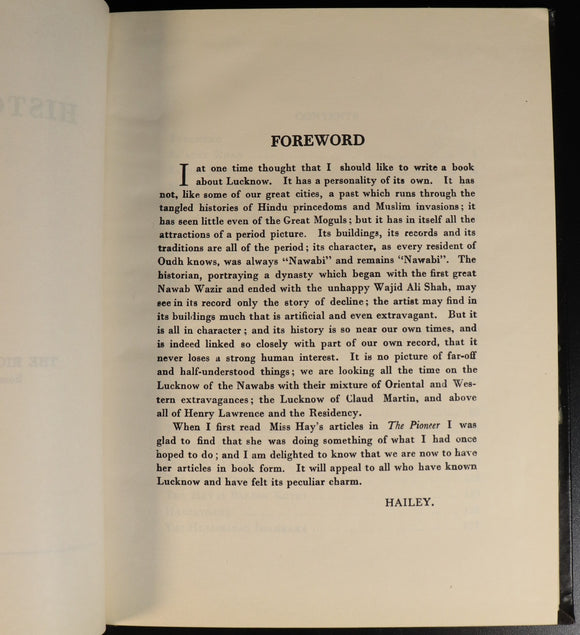 HISTO
THE RIG
FOREWORD
I at one time thought that I should like to write a book
about Lucknow. It has a personality of its own. It has
not, like some of our great cities, a past which runs through the
tangled histories of Hindu princedoms and Muslim invasions; it
has seen little even of the Great Moguls; but it has in itself all the
attractions of a period picture. Its buildings, its records and its
traditions are all of the period; its character, as every resident of
Oudh knows, was always "Nawabi" and remains "Nawabi". The
historian, portraying a dynasty which began with the first great
Nawab Wazir and ended with the unhappy Wajid Ali Shah, may
see in its record only the story of decline; the artist may find in
its buildings much that is artificial and even extravagant. But it
is all in character; and its history is so near our own times, and
is indeed linked so closely with part of our own record, that it
never loses a strong human interest. It is no picture of far-off
and half-understood things; we are looking all the time on the
Lucknow of the Nawabs with their mixture of Oriental and Wes-
tern extravagances; the Lucknow of Claud Martin, and above
all of Henry Lawrence and the Residency.
When I first read Miss Hay's articles in The Pioneer I was
glad to find that she was doing something of what I had once
hoped to do; and I am delighted to know that we are now to have
her articles in book form. It will appeal to all who have known
Lucknow and have felt its peculiar charm.
HAILEY.